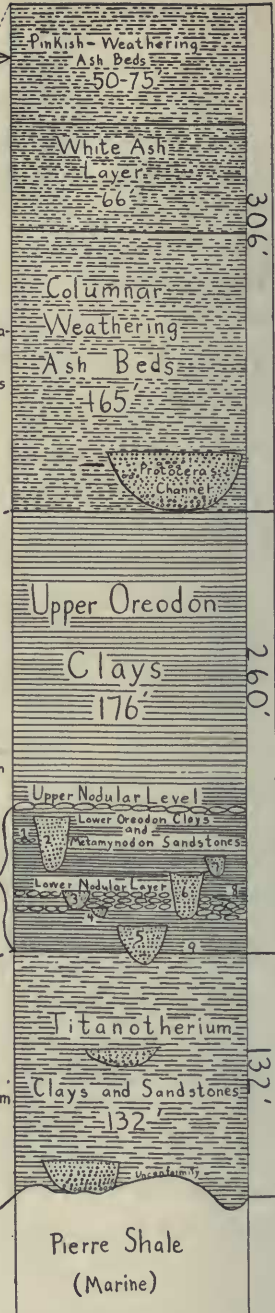 Pinkish-Weathering
Ash Beds
50-75'
White Ash
Layer
66'
306'
Columnar
Weathering
Ash Beds
165'
Protoceras
Channel
Upper Oreodon
Clays
176'
260'
Upper Nodular Level
Lower Oreodon Clays
and
Metamynodon Sandstones
1
2
Lower Nodular Layer
3
4
5
6
7
8
9
Titanotherium
Clays and Sandstones
132'
132'
Unconformity
Pierre Shale
(Marine)